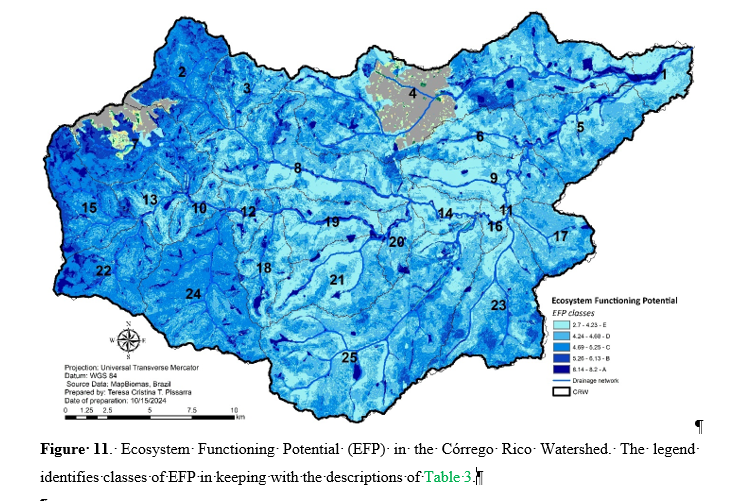 2
3
4
1
5
6
7
8
9
13
15
10
12
19
14
11
16
17
20
18
21
22
24
23
25
Ecosystem Functioning Potential
EFP classes
2.7 - 4.23 - E
4.24 - 4.68 - D
4.69 - 5.25 - C
5.26 - 6.13 - B
6.14 - 8.2 - A
Drainage network
CRW
N
W E
S
Projection: Universal Transverse Mercator
Datum: WGS 84
Source Data: MapBiomas, Brazil
Prepared by: Teresa Cristina T. Pissarra
Date of preparation: 10/15/2024
0 1.25 2.5 5 7.5 10
km
¶
Figure 11. Ecosystem Functioning Potential (EFP) in the Córrego Rico Watershed. The legend
identifies classes of EFP in keeping with the descriptions of Table 3.¶